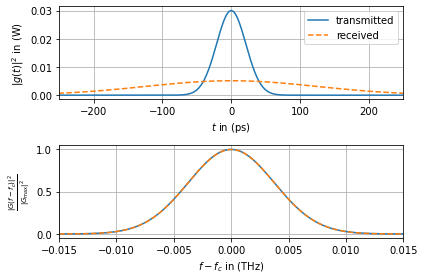 0.03
0.02
0.01
0.00
|g(t)|² in (W)
transmitted
received
−200 −100 0 100 200
t in (ps)
1.0
0.5
0.0
|G(f − f_c)|² / |G_max|²
−0.015 −0.010 −0.005 0.000 0.005 0.010 0.015
f − f_c in (THz)